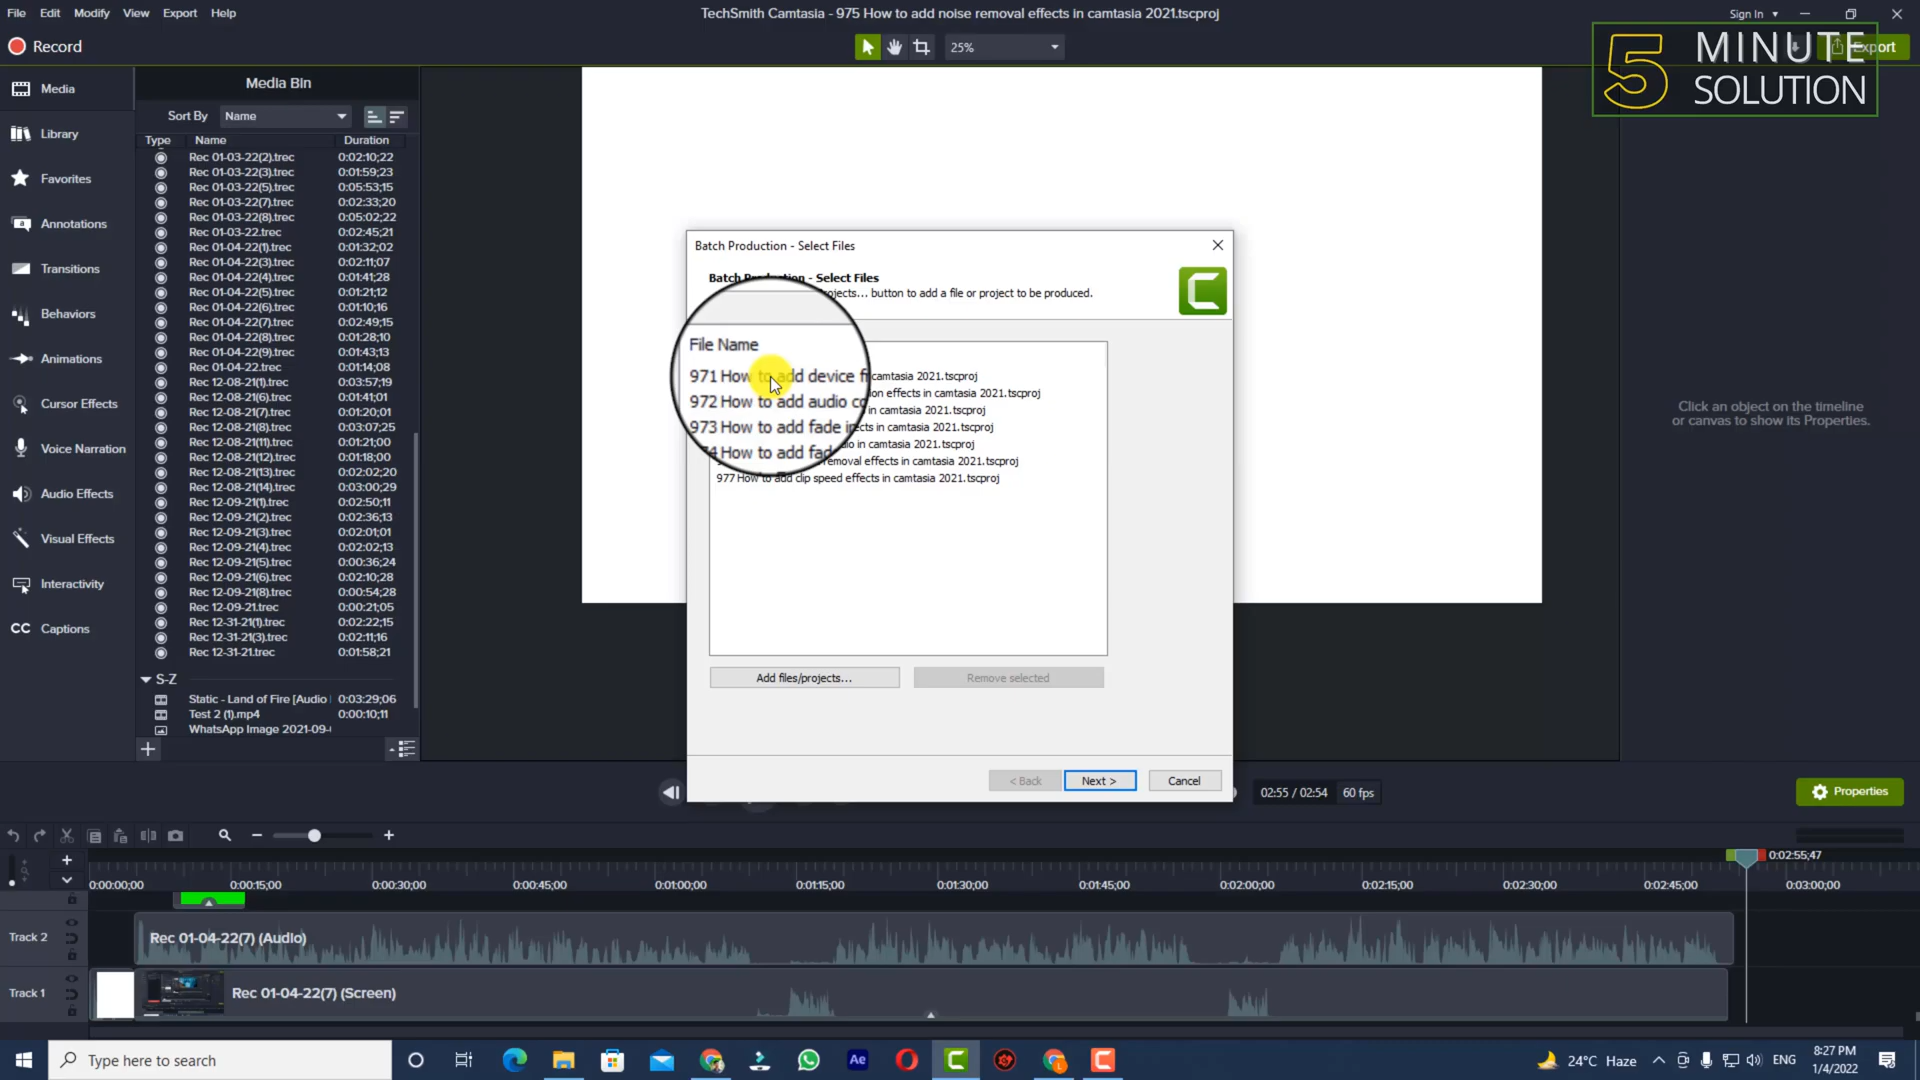 File Edit Modify View Export Help
TechSmith Camtasia - 975 How to add noise removal effects in camtasia 2021.tscproj
Sign In
Record
25%
Export
5 MINUTE
SOLUTION
Media
Library
Favorites
Annotations
Transitions
Behaviors
Animations
Cursor Effects
Voice Narration
Audio Effects
Visual Effects
Interactivity
CC Captions
Media Bin
Sort By Name
Type Name Duration
Rec 01-03-22(2).trec 0:02:10;22
Rec 01-03-22(3).trec 0:01:59;23
Rec 01-03-22(5).trec 0:05:53;15
Rec 01-03-22(7).trec 0:02:33;20
Rec 01-03-22(8).trec 0:05:02;22
Rec 01-03-22.trec 0:02:45;21
Rec 01-04-22(1).trec 0:01:32;02
Rec 01-04-22(3).trec 0:02:11;07
Rec 01-04-22(4).trec 0:01:41;28
Rec 01-04-22(5).trec 0:01:21;12
Rec 01-04-22(6).trec 0:01:10;16
Rec 01-04-22(7).trec 0:02:49;15
Rec 01-04-22(8).trec 0:01:28;10
Rec 01-04-22(9).trec 0:01:43;13
Rec 01-04-22.trec 0:01:14;08
Rec 12-08-21(1).trec 0:03:57;19
Rec 12-08-21(6).trec 0:01:41;01
Rec 12-08-21(7).trec 0:01:20;01
Rec 12-08-21(8).trec 0:03:07;25
Rec 12-08-21(11).trec 0:01:21;00
Rec 12-08-21(12).trec 0:01:18;00
Rec 12-08-21(13).trec 0:02:02;20
Rec 12-08-21(14).trec 0:03:00;29
Rec 12-09-21(1).trec 0:02:50;11
Rec 12-09-21(2).trec 0:02:36;13
Rec 12-09-21(3).trec 0:02:01;01
Rec 12-09-21(4).trec 0:02:02;13
Rec 12-09-21(5).trec 0:00:36;24
Rec 12-09-21(6).trec 0:02:10;28
Rec 12-09-21(8).trec 0:00:54;28
Rec 12-09-21.trec 0:00:21;05
Rec 12-31-21(1).trec 0:02:22;15
Rec 12-31-21(3).trec 0:02:11;16
Rec 12-31-21.trec 0:01:58;21
S-Z
Static - Land of Fire [Audio 0:03:29;06
Test 2 (1).mp4 0:00:10;11
WhatsApp Image 2021-09-
Batch Production - Select Files
Batch Production - Select Files
ojects... button to add a file or project to be produced.
File Name
971 How to add device f camtasia 2021.tscproj
972 How to add audio co ion effects in camtasia 2021.tscproj
in camtasia 2021.tscproj
973 How to add fade in ects in camtasia 2021.tscproj
How to add fad dio in camtasia 2021.tscproj
removal effects in camtasia 2021.tscproj
977 How to add clip speed effects in camtasia 2021.tscproj
Add files/projects... Remove selected
< Back Next > Cancel
Click an object on the timeline
or canvas to show its Properties.
02:55 / 02:54 60 fps
Properties
0:02:55;47
0:00:00;00 0:00:15;00 0:00:30;00 0:00:45;00 0:01:00;00 0:01:15;00 0:01:30;00 0:01:45;00 0:02:00;00 0:02:15;00 0:02:30;00 0:02:45;00 0:03:00;00
Track 2
Rec 01-04-22(7) (Audio)
Track 1
Rec 01-04-22(7) (Screen)
Type here to search
Ae
24°C Haze
ENG
8:27 PM
1/4/2022